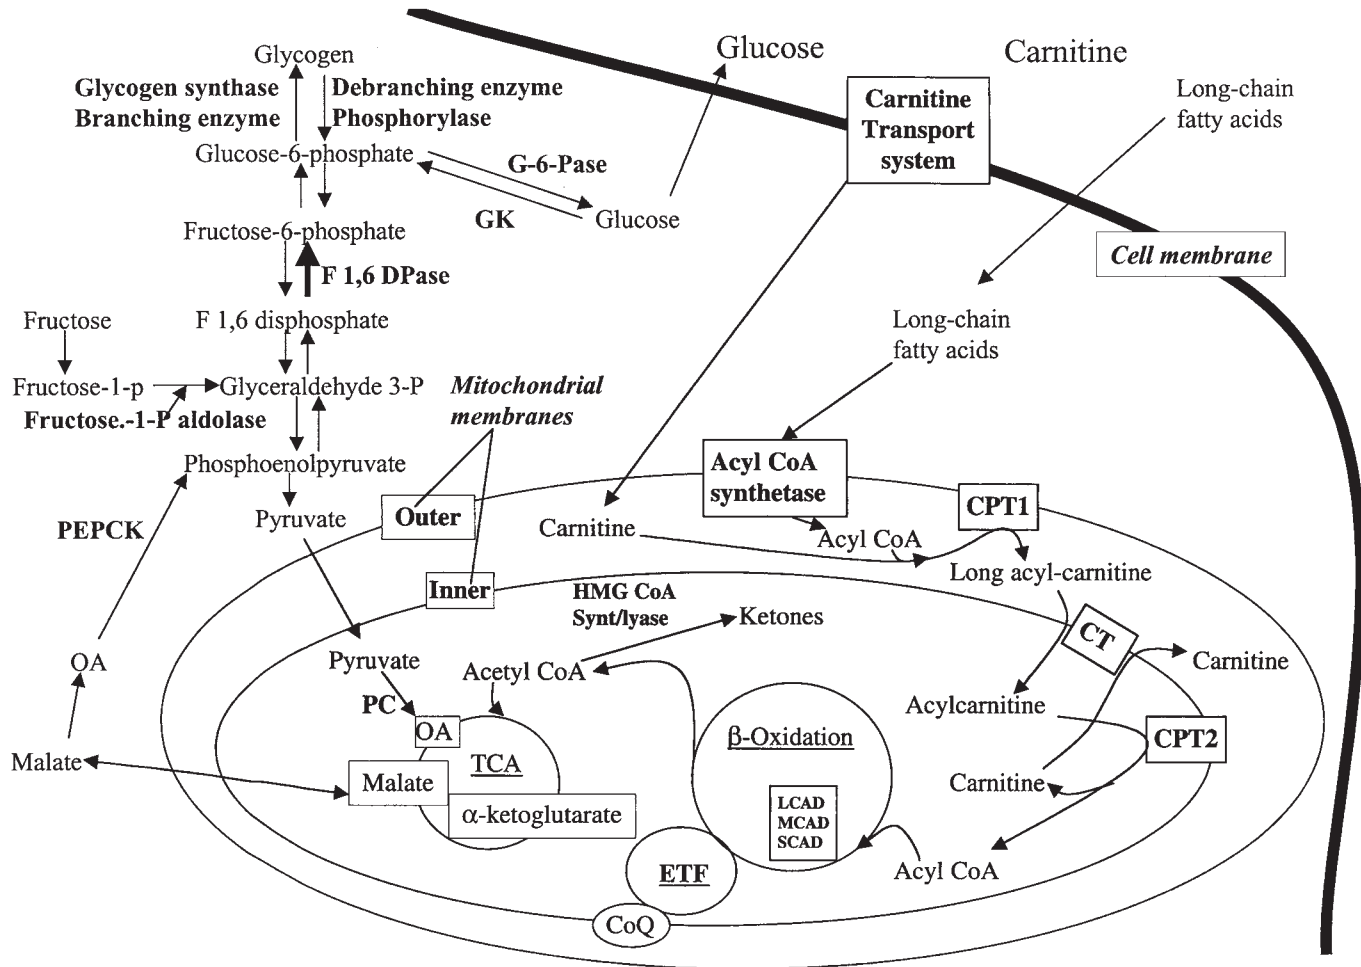 Glycogen
Glycogen synthase
Branching enzyme
Debranching enzyme
Phosphorylase
Glucose-6-phosphate
G-6-Pase
GK
Glucose
Glucose
Carnitine
Carnitine
Transport
system
Long-chain
fatty acids
Cell membrane
Fructose-6-phosphate
F 1,6 DPase
Fructose
F 1,6 disphosphate
Long-chain
fatty acids
Fructose-1-p
Glyceraldehyde 3-P
Fructose.-1-P aldolase
Mitochondrial
membranes
Phosphoenolpyruvate
Acyl CoA
synthetase
PEPCK
Pyruvate
Outer
Carnitine
Acyl CoA
CPT1
Long acyl-carnitine
Inner
HMG CoA
Synt/lyase
Ketones
CT
Carnitine
OA
Pyruvate
Acetyl CoA
PC
OA
TCA
β-Oxidation
Acylcarnitine
CPT2
Malate
Malate
α-ketoglutarate
LCAD
MCAD
SCAD
Carnitine
ETF
Acyl CoA
CoQ